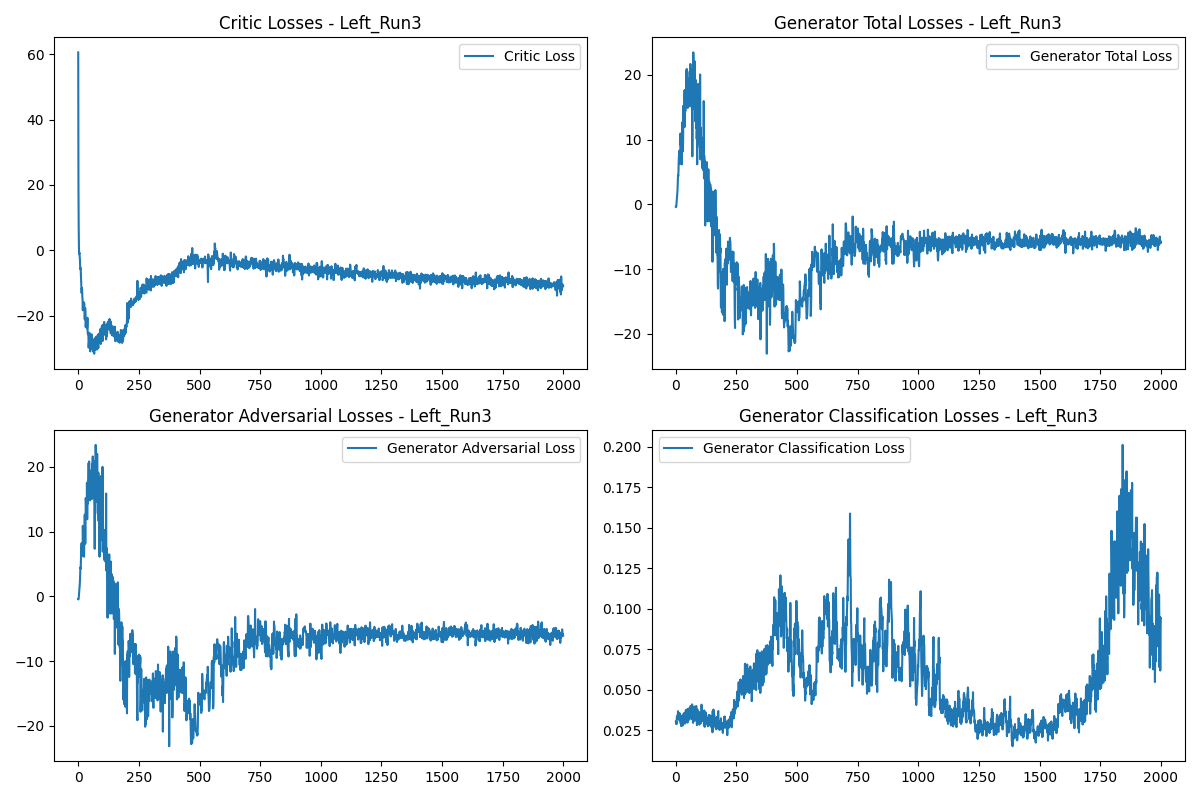 Critic Losses - Left_Run3
Critic Loss
60
40
20
0
−20
0 250 500 750 1000 1250 1500 1750 2000
Generator Total Losses - Left_Run3
Generator Total Loss
20
10
0
−10
−20
0 250 500 750 1000 1250 1500 1750 2000
Generator Adversarial Losses - Left_Run3
Generator Adversarial Loss
20
10
0
−10
−20
0 250 500 750 1000 1250 1500 1750 2000
Generator Classification Losses - Left_Run3
Generator Classification Loss
0.200
0.175
0.150
0.125
0.100
0.075
0.050
0.025
0 250 500 750 1000 1250 1500 1750 2000